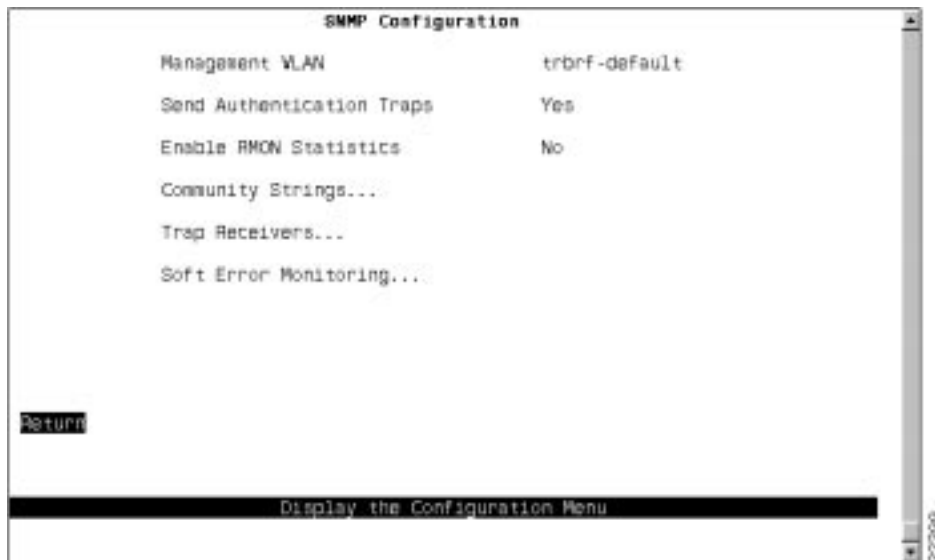 SNMP Configuration
Management VLAN trbrf-default
Send Authentication Traps Yes
Enable RMON Statistics No
Community Strings...
Trap Receivers...
Soft Error Monitoring...
Return
Display the Configuration Menu